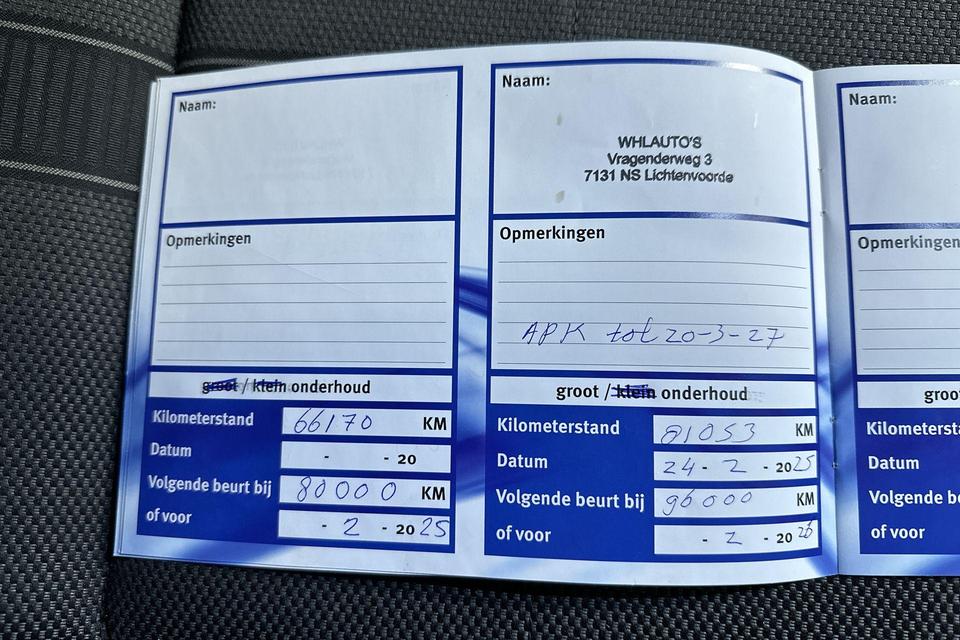 Naam:
Opmerkingen
groot / klein onderhoud
Kilometerstand 66170 KM
Datum - - 20
Volgende beurt bij 80000 KM
of voor - 2 - 2025
Naam:
WHLAUTO'S
Vragenderweg 3
7131 NS Lichtenvoorde
Opmerkingen
APK tot 20-3-27
groot / klein onderhoud
Kilometerstand 81053 KM
Datum 24 - 2 - 2025
Volgende beurt bij 96000 KM
of voor - 2 - 2026
Naam:
Opmerkingen
groo
Kilometersta
Datum
Volgende be
of voor